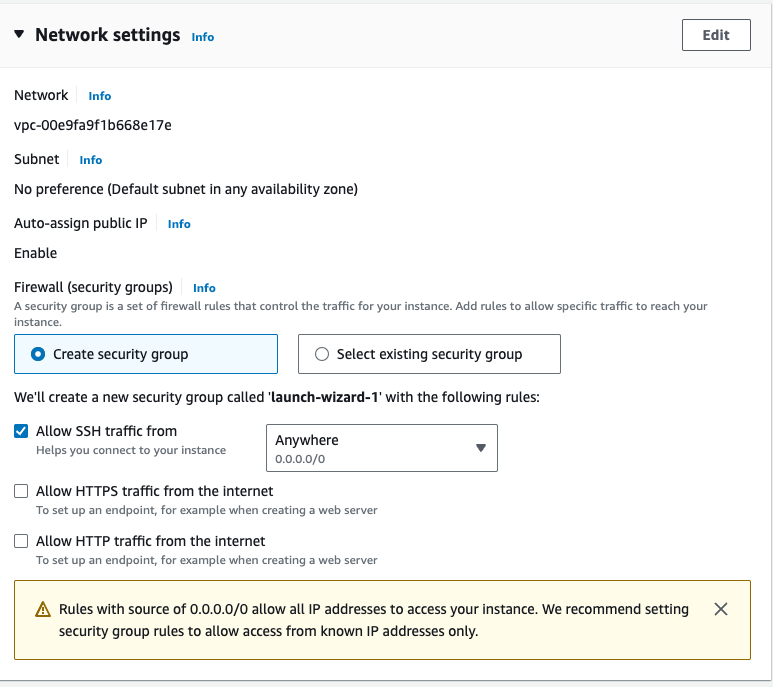 Network settings Info Edit
Network Info
vpc-00e9fa9f1b668e17e
Subnet Info
No preference (Default subnet in any availability zone)
Auto-assign public IP Info
Enable
Firewall (security groups) Info
A security group is a set of firewall rules that control the traffic for your instance. Add rules to allow specific traffic to reach your
instance.
Create security group Select existing security group
We'll create a new security group called 'launch-wizard-1' with the following rules:
Allow SSH traffic from Anywhere
Helps you connect to your instance 0.0.0.0/0
Allow HTTPS traffic from the internet
To set up an endpoint, for example when creating a web server
Allow HTTP traffic from the internet
To set up an endpoint, for example when creating a web server
Rules with source of 0.0.0.0/0 allow all IP addresses to access your instance. We recommend setting
security group rules to allow access from known IP addresses only.